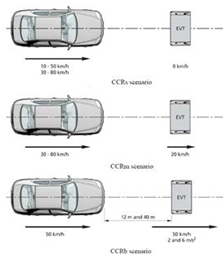 EVT
10 - 50 km/h
30 - 80 km/h
0 km/h
CCRs scenario
EVT
30 - 80 km/h
20 km/h
CCRm scenario
12 m and 40 m
EVT
50 km/h
50 km/h
2 and 6 m/s²
CCRb scenario